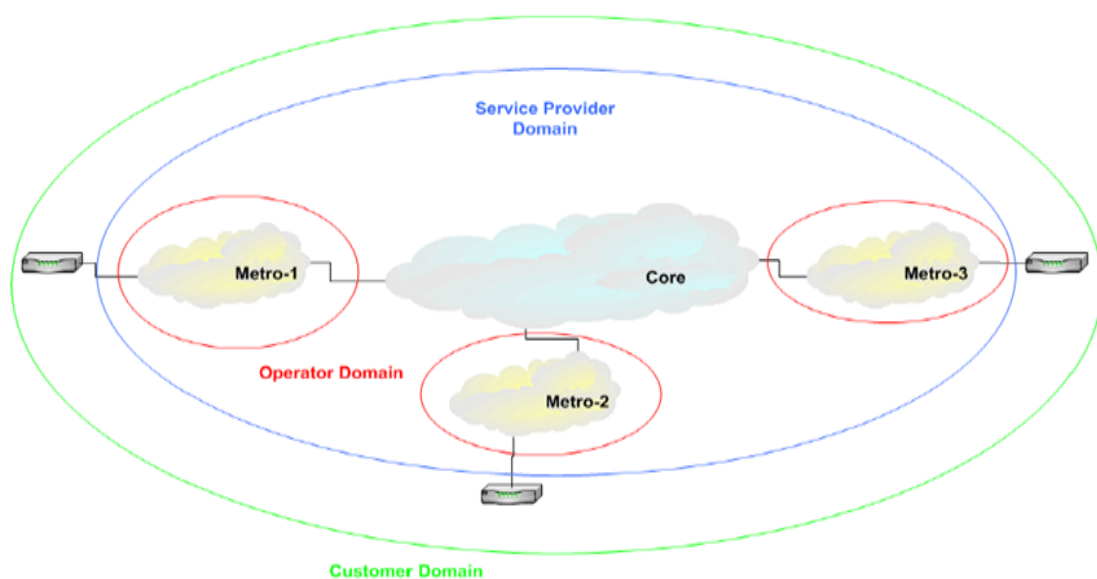 Service Provider
Domain
Metro-1
Core
Metro-3
Operator Domain
Metro-2
Customer Domain